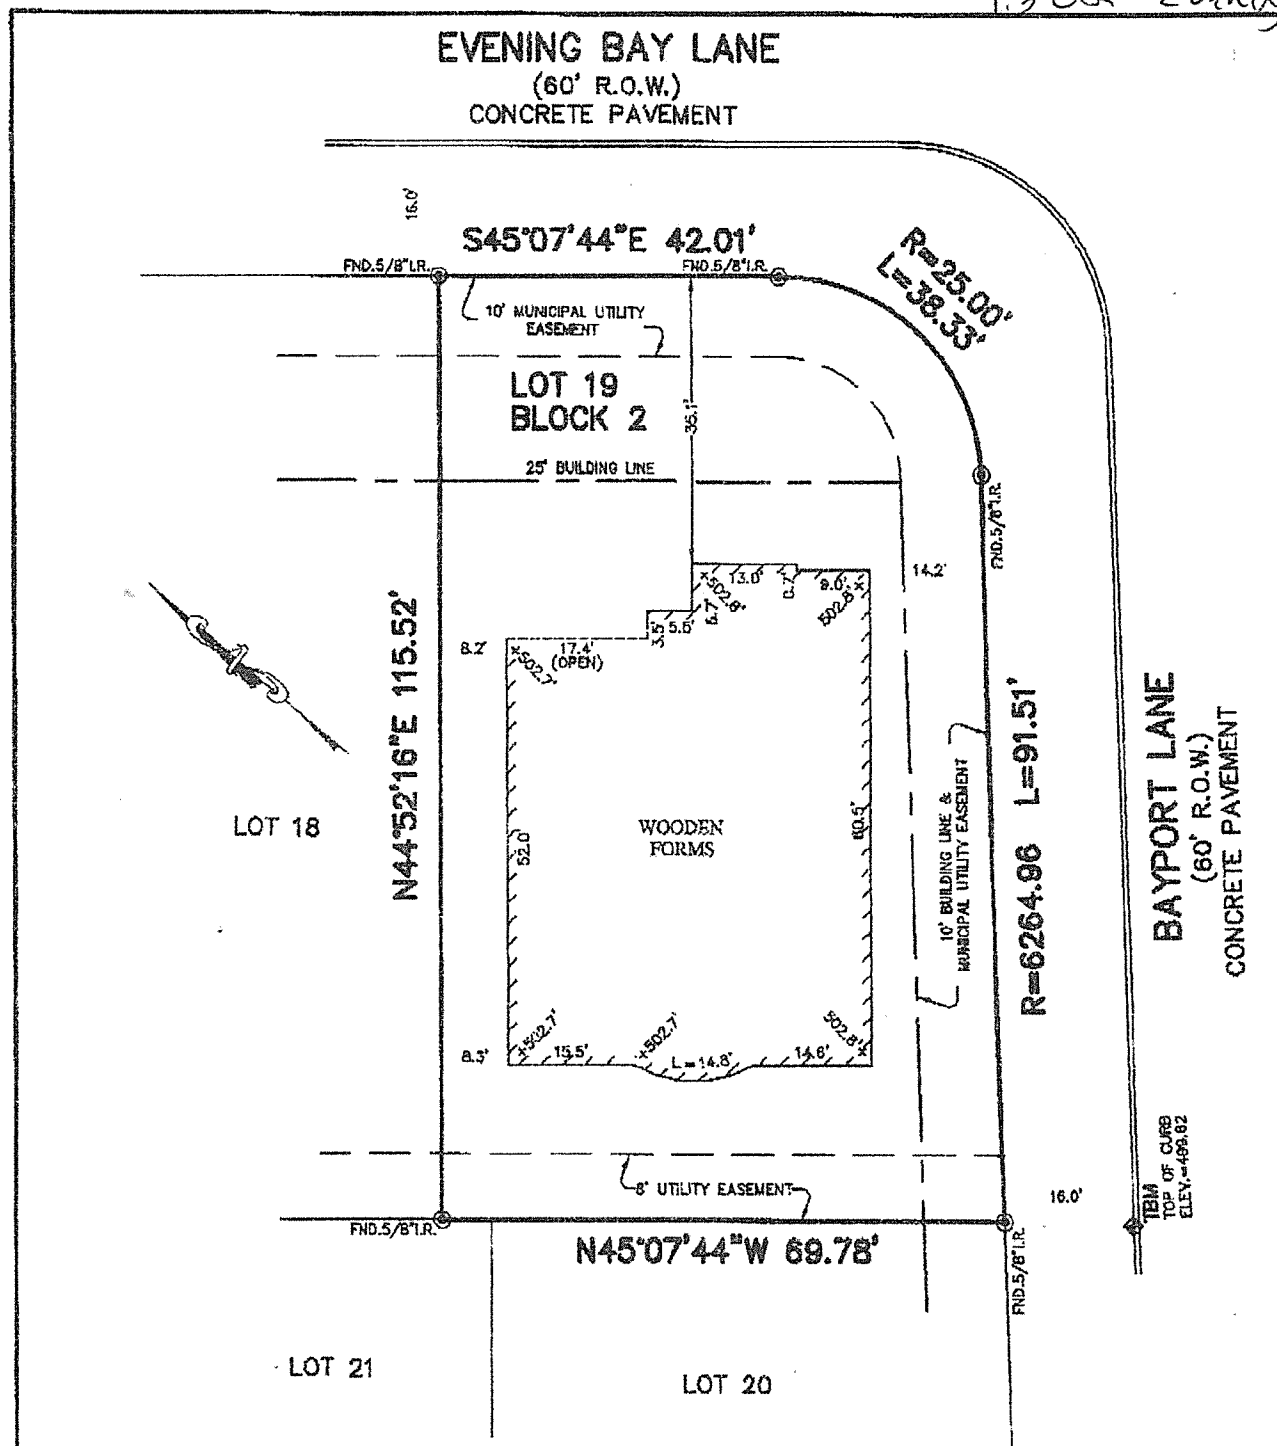 EVENING BAY LANE
(60' R.O.W.)
CONCRETE PAVEMENT
16.0'
S45°07'44"E 42.01'
FND.5/8"I.R.
FND.5/8"I.R.
R=25.00'
L=38.33'
10' MUNICIPAL UTILITY
EASEMENT
LOT 19
BLOCK 2
25' BUILDING LINE
FND.5/8"I.R.
14.2'
13.0'
0.7'
9.0'
502.8'
502.8'
5.7'
5.5'
3.5'
8.2'
17.4'
(OPEN)
502.7'
N44°52'16"E 115.52'
LOT 18
52.0'
WOODEN
FORMS
10' BUILDING LINE &
MUNICIPAL UTILITY EASEMENT
R=6264.96 L=91.51'
BAYPORT LANE
(60' R.O.W.)
CONCRETE PAVEMENT
8.3'
502.7'
15.5'
502.7'
L=14.8'
14.6'
502.8'
8' UTILITY EASEMENT
16.0'
TBM
TOP OF CURB
ELEV.=499.82
FND.5/8"I.R.
N45°07'44"W 69.78'
FND.5/8"I.R.
LOT 21
LOT 20